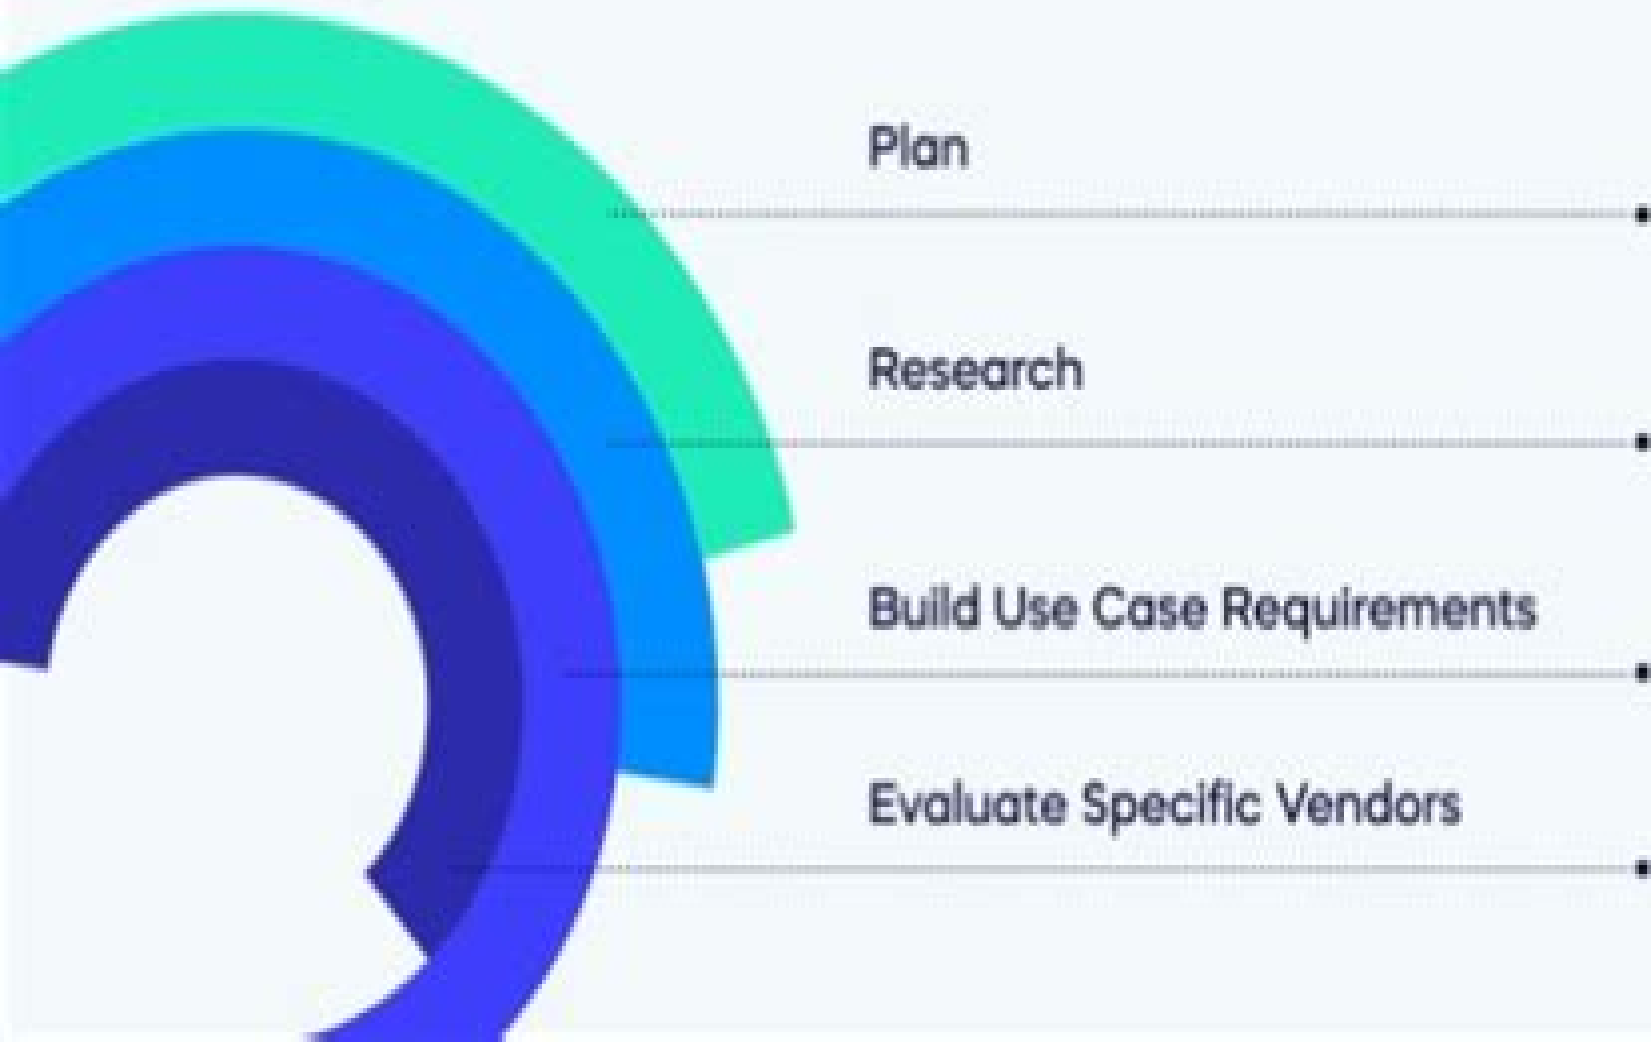 Plan
Research
Build Use Case Requirements
Evaluate Specific Vendors